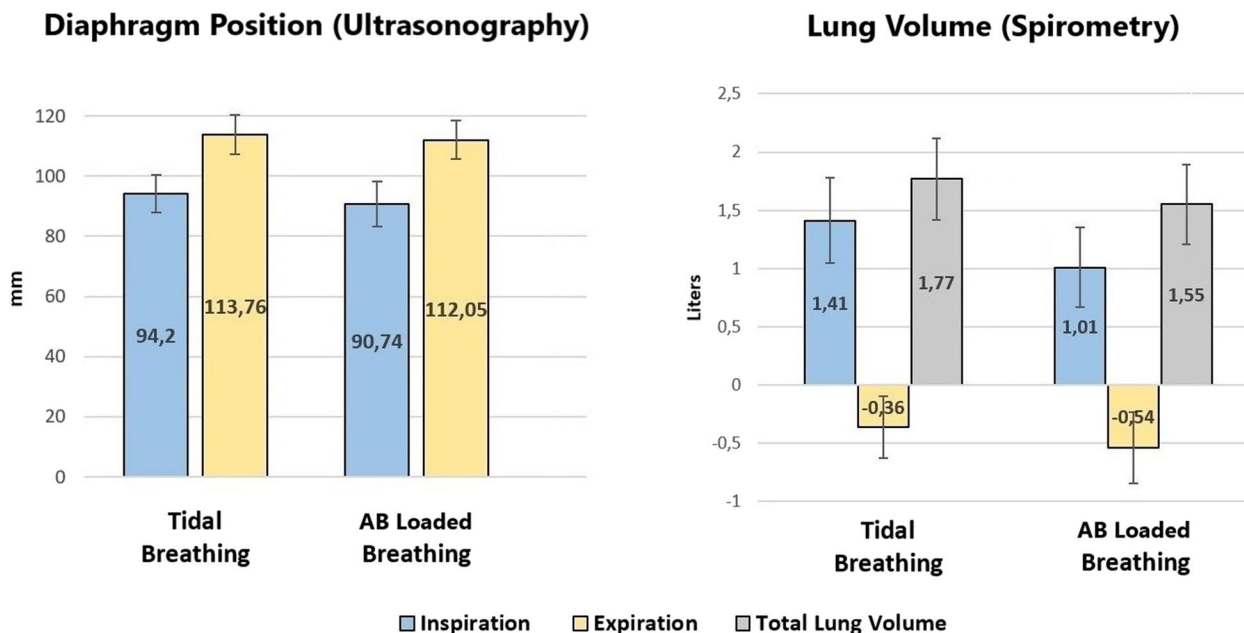 Diaphragm Position (Ultrasonography)
120
100
80
60
40
20
0
mm
94,2
113,76
90,74
112,05
Tidal
Breathing
AB Loaded
Breathing
Lung Volume (Spirometry)
2,5
2
1,5
1
0,5
0
-0,5
-1
Liters
1,41
-0,36
1,77
1,01
-0,54
1,55
Tidal
Breathing
AB Loaded
Breathing
Inspiration Expiration Total Lung Volume